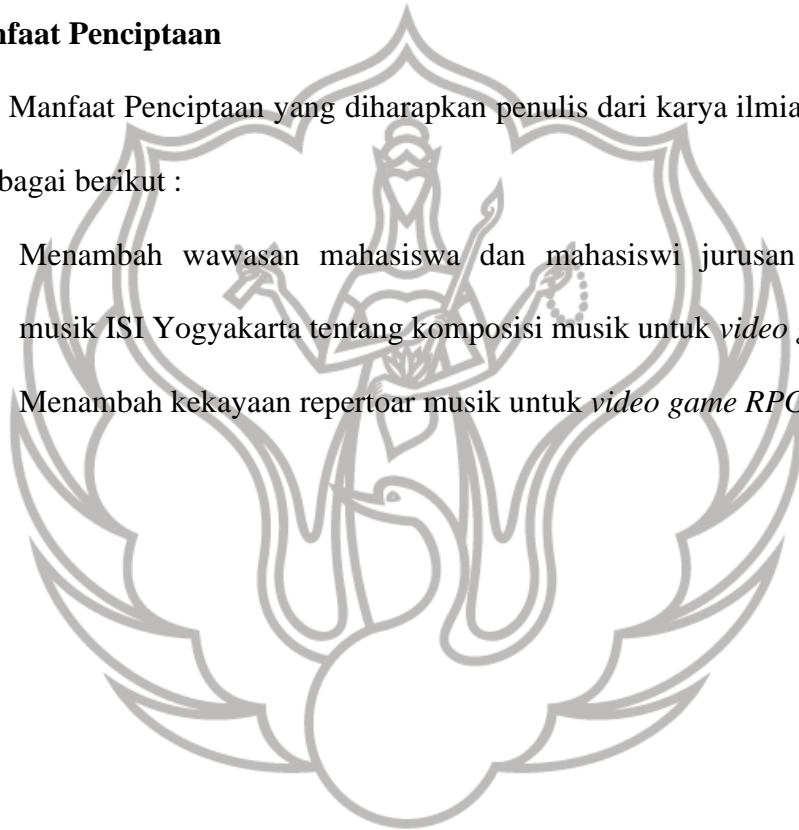 nfaat Penciptaan
Manfaat Penciptaan yang diharapkan penulis dari karya ilmia
bagai berikut :
Menambah wawasan mahasiswa dan mahasiswi jurusan
musik ISI Yogyakarta tentang komposisi musik untuk video g
Menambah kekayaan repertoar musik untuk video game RPG